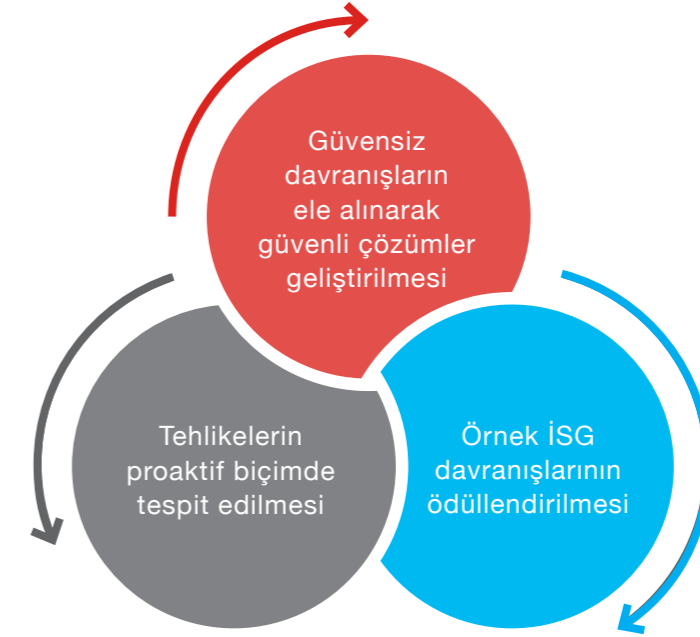 Güvensiz
davranışların
ele alınarak
güvenli çözümler
geliştirilmesi
Tehlikelerin
proaktif biçimde
tespit edilmesi
Örnek İSG
davranışlarının
ödüllendirilmesi